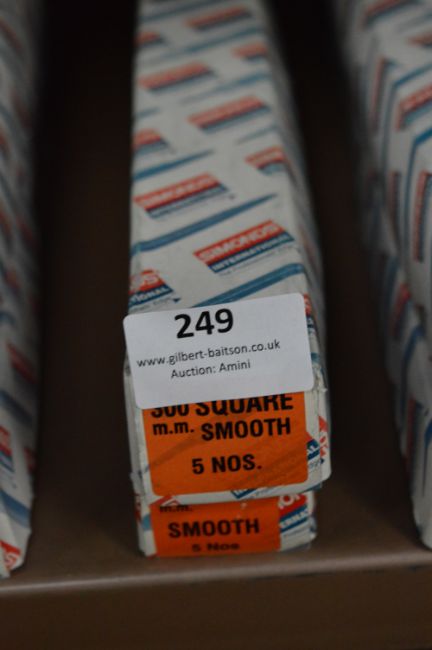 SIMONDS
INTERNATIONAL
249
www.gilbert-baitson.co.uk
Auction: Amini
300 SQUARE
m.m. SMOOTH
5 NOS.
m.m.
SMOOTH
5 Nos